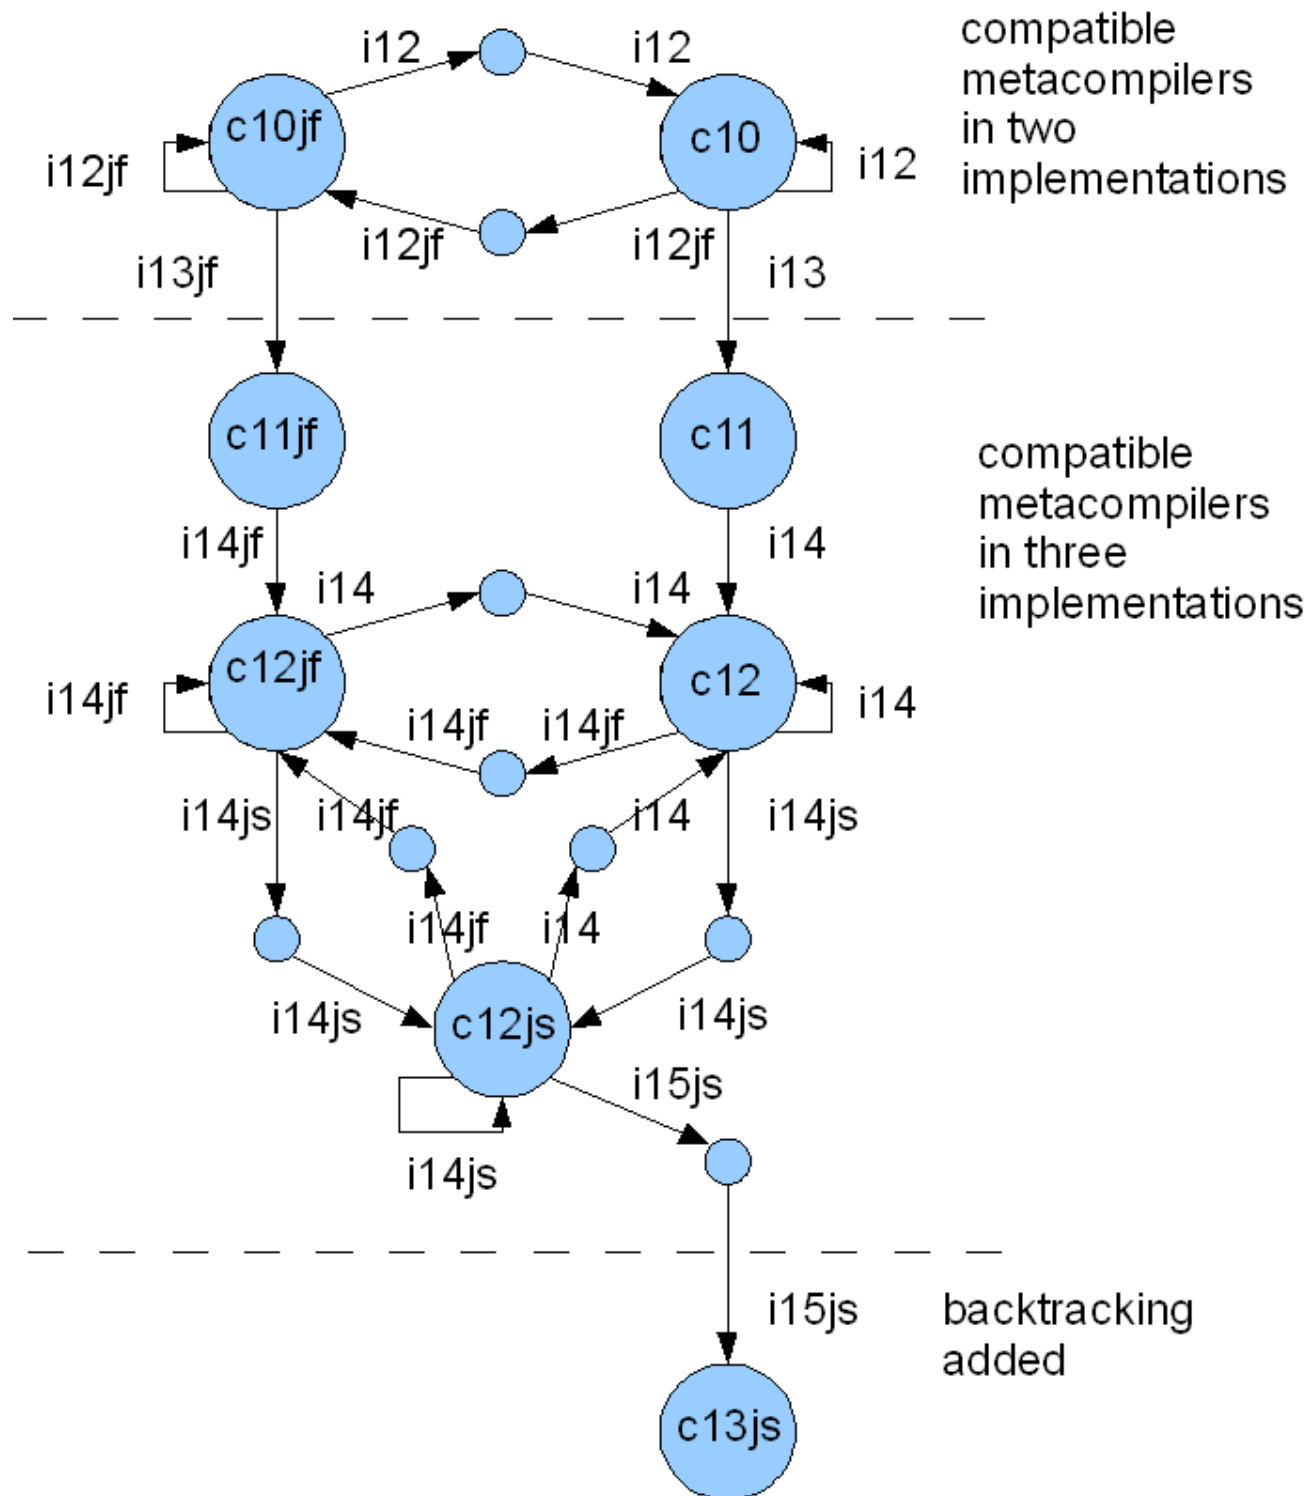 i12
i12
compatible
metacompilers
in two
implementations
c10jf
c10
i12jf
i12
i12jf
i12jf
i13jf
i13
c11jf
c11
compatible
metacompilers
in three
implementations
i14jf
i14
i14
i14
c12jf
c12
i14jf
i14
i14jf
i14jf
i14js
i14jf
i14
i14js
i14jf
i14
i14js
c12js
i14js
i15js
i14js
i15js
backtracking
added
c13js